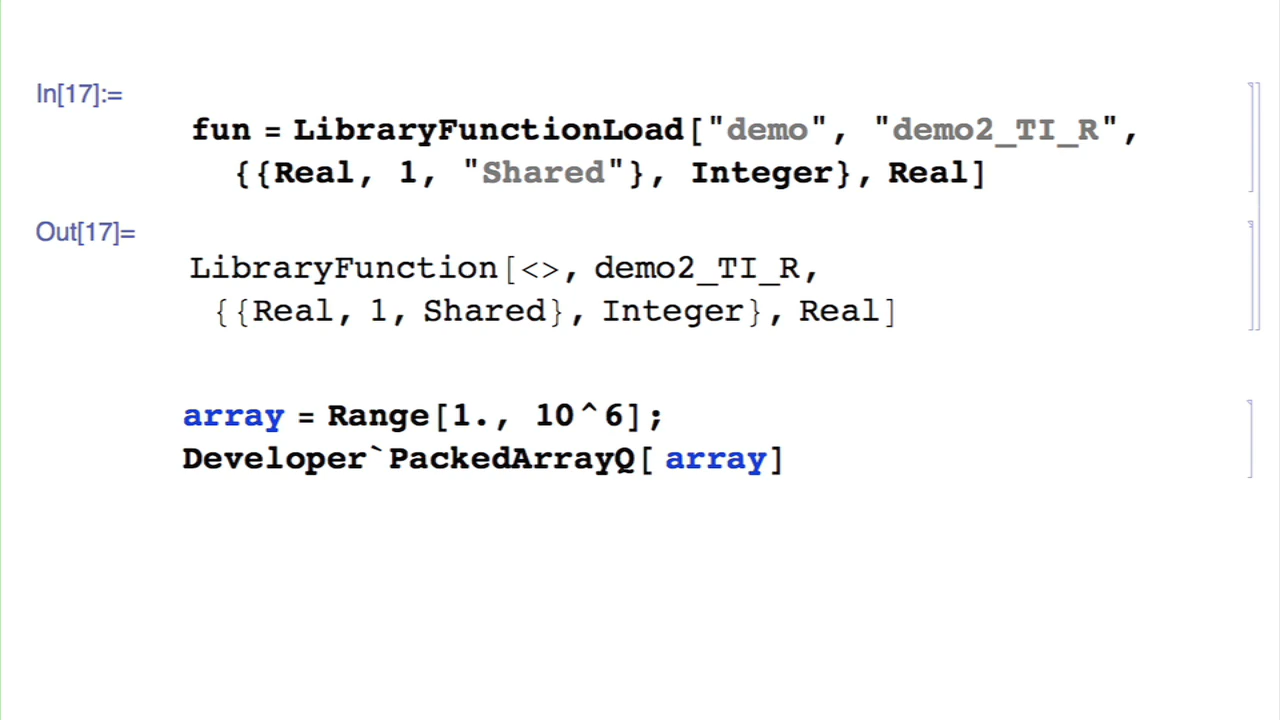 In[17]:=
fun = LibraryFunctionLoad["demo", "demo2_TI_R",
{{Real, 1, "Shared"}, Integer}, Real]
Out[17]=
LibraryFunction[<>, demo2_TI_R,
{{Real, 1, Shared}, Integer}, Real]
array = Range[1., 10^6];
Developer`PackedArrayQ[ array]